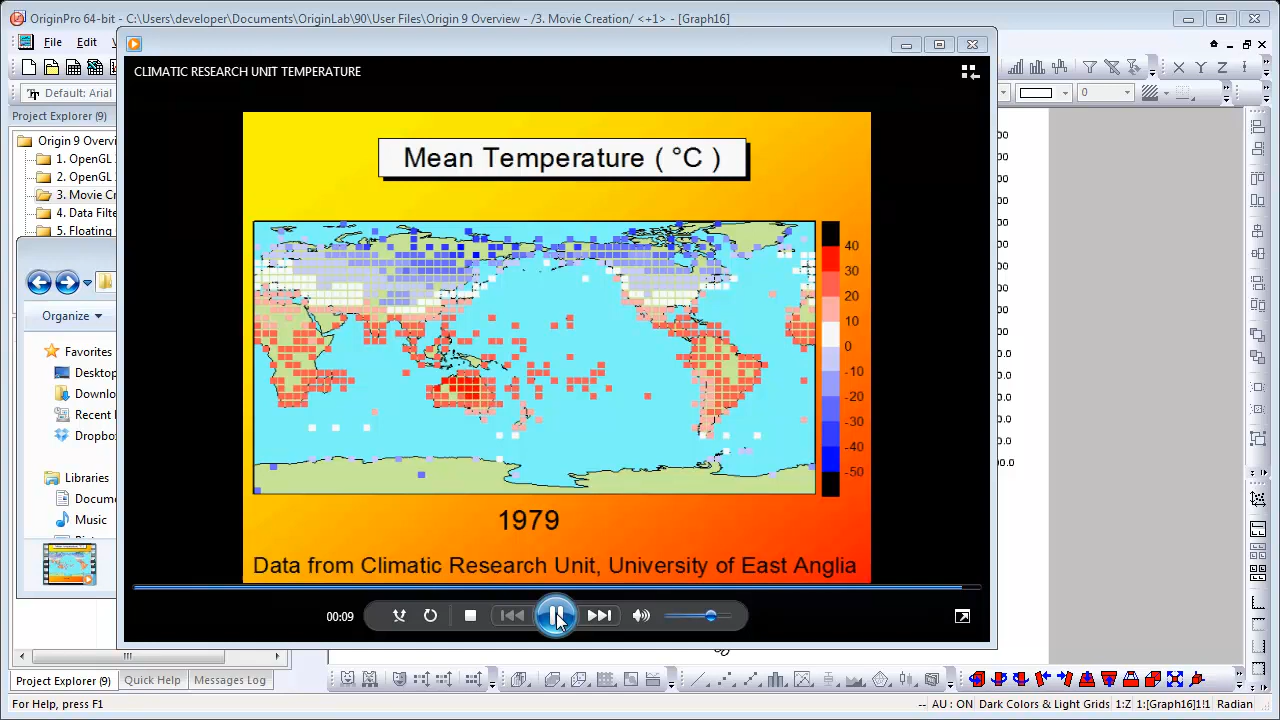 OriginPro 64-bit - C:\Users\developer\Documents\OriginLab\90\User Files\Origin 9 Overview - /3. Movie Creation/ <+1> - [Graph16]
File Edit
Default: Arial
0
Project Explorer (9)
Origin 9 Overvi
1. OpenGL
2. OpenGL
3. Movie Cr
4. Data Filte
5. Floating
Organize
Favorites
Desktop
Downlo
Recent
Dropbo
Libraries
Docume
Music
CLIMATIC RESEARCH UNIT TEMPERATURE
Mean Temperature ( °C )
40
30
20
10
0
-10
-20
-30
-40
-50
1979
Data from Climatic Research Unit, University of East Anglia
00:09
Project Explorer (9) Quick Help Messages Log
For Help, press F1
-- AU : ON Dark Colors & Light Grids 1:Z 1:[Graph16]1!1 Radian